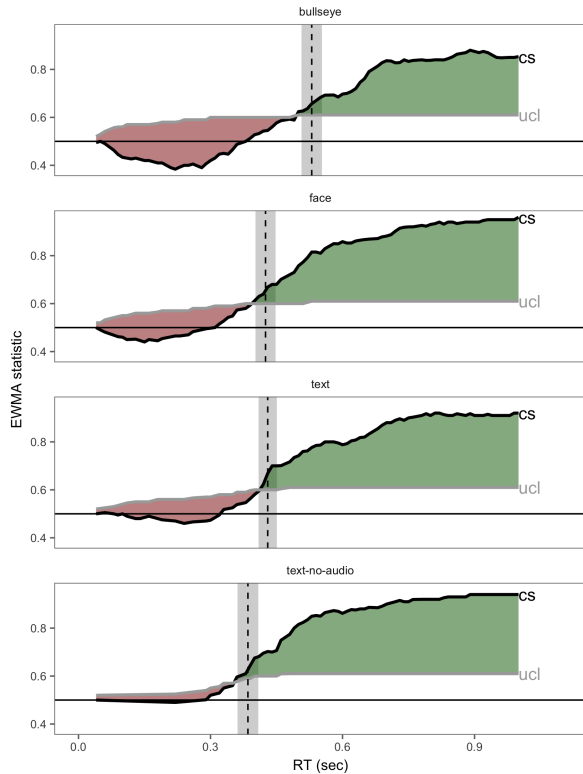 bullseye
0.8
0.6
0.4
cs
ucl
face
0.8
0.6
0.4
cs
ucl
EWMA statistic
text
0.8
0.6
0.4
cs
ucl
text-no-audio
0.8
0.6
0.4
cs
ucl
0.0 0.3 0.6 0.9
RT (sec)